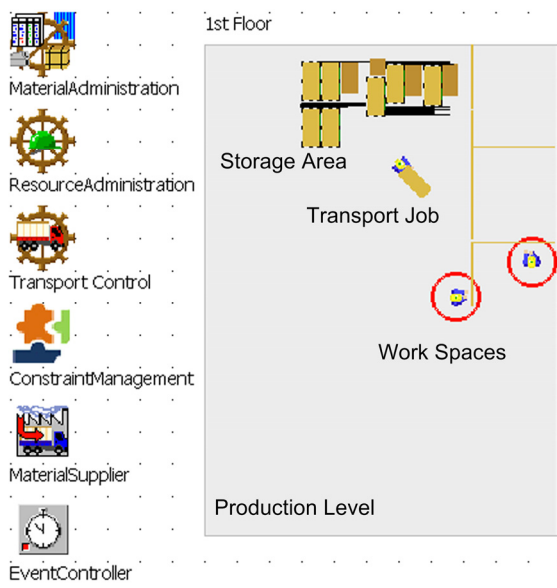 1st Floor
MaterialAdministration
ResourceAdministration
Storage Area
Transport Job
Transport Control
Work Spaces
ConstraintManagement
MaterialSupplier
Production Level
EventController